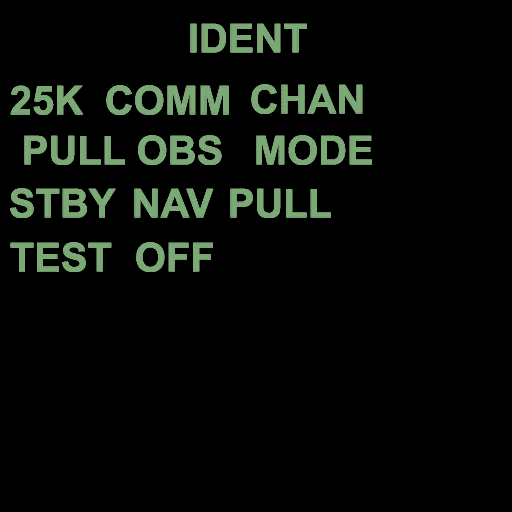 IDENT
25K COMM CHAN
PULL OBS MODE
STBY NAV PULL
TEST OFF